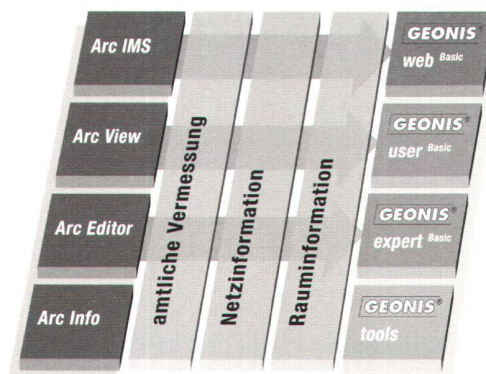 Arc IMS
Arc View
Arc Editor
Arc Info
amtliche Vermessung
Netzinformation
Rauminformation
GEONIS®
web Basic
GEONIS®
user Basic
GEONIS®
expert Basic
GEONIS®
tools